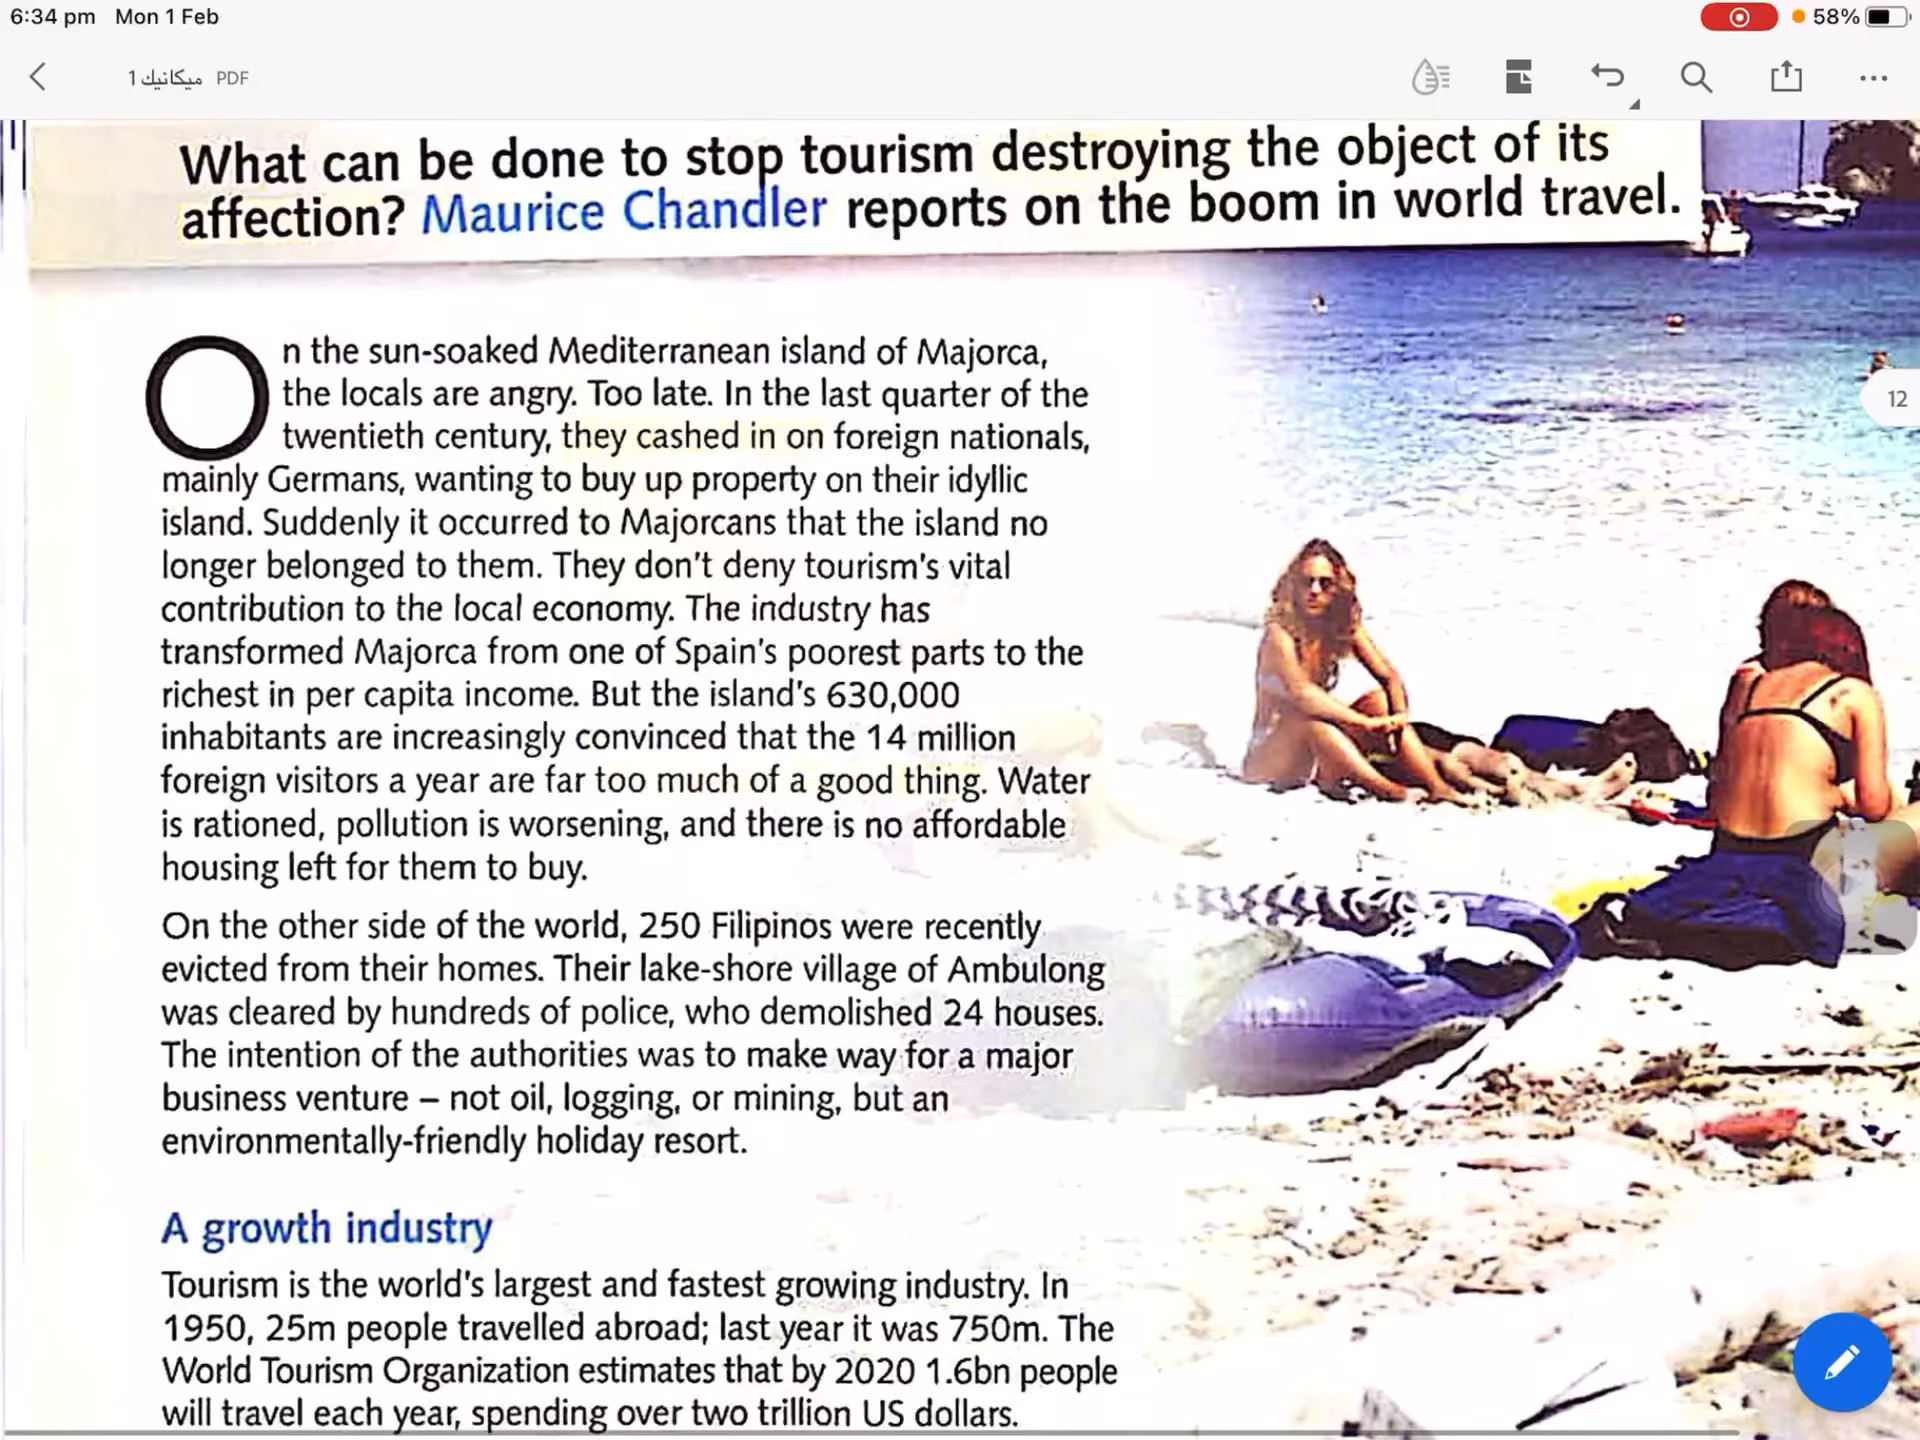 6:34 pm Mon 1 Feb
58%
ميكانيك 1 PDF
What can be done to stop tourism destroying the object of its
affection? Maurice Chandler reports on the boom in world travel.
On the sun-soaked Mediterranean island of Majorca,
the locals are angry. Too late. In the last quarter of the
twentieth century, they cashed in on foreign nationals,
mainly Germans, wanting to buy up property on their idyllic
island. Suddenly it occurred to Majorcans that the island no
longer belonged to them. They don't deny tourism's vital
contribution to the local economy. The industry has
transformed Majorca from one of Spain's poorest parts to the
richest in per capita income. But the island's 630,000
inhabitants are increasingly convinced that the 14 million
foreign visitors a year are far too much of a good thing. Water
is rationed, pollution is worsening, and there is no affordable
housing left for them to buy.
On the other side of the world, 250 Filipinos were recently
evicted from their homes. Their lake-shore village of Ambulong
was cleared by hundreds of police, who demolished 24 houses.
The intention of the authorities was to make way for a major
business venture – not oil, logging, or mining, but an
environmentally-friendly holiday resort.
A growth industry
Tourism is the world's largest and fastest growing industry. In
1950, 25m people travelled abroad; last year it was 750m. The
World Tourism Organization estimates that by 2020 1.6bn people
will travel each year, spending over two trillion US dollars.
12